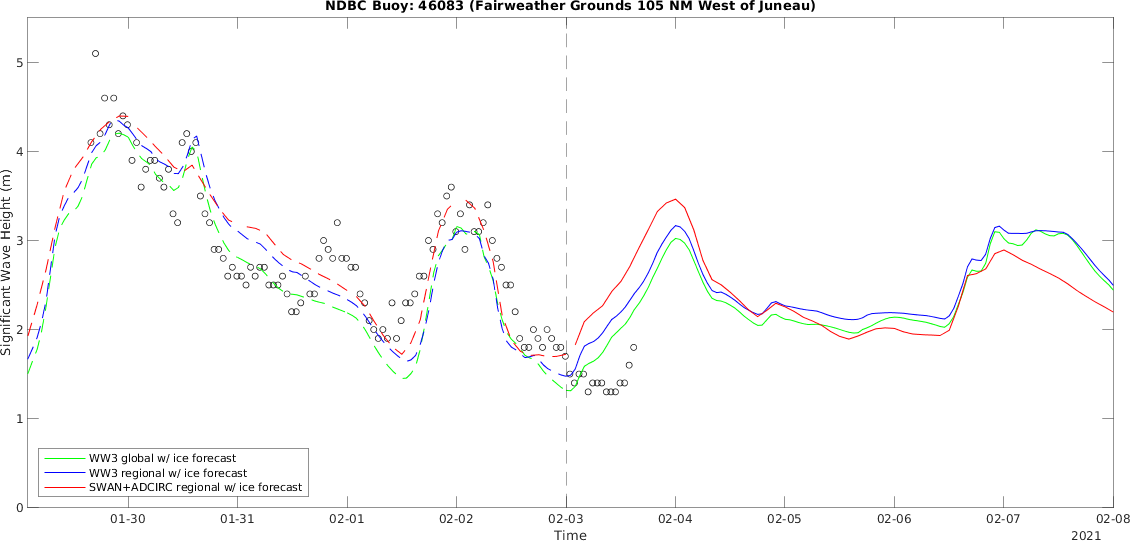 NDBC Buoy: 46083 (Fairweather Grounds 105 NM West of Juneau)
Significant Wave Height (m)
5
4
3
2
1
0
WW3 global w/ ice forecast
WW3 regional w/ ice forecast
SWAN+ADCIRC regional w/ ice forecast
01-30 01-31 02-01 02-02 02-03 02-04 02-05 02-06 02-07 02-08
Time
2021